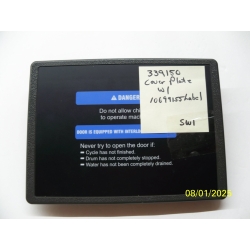 339150
Cover Plate
w/
10699355 Label
SW1
⚠ DANGER
Do not allow chil
to operate machi
DOOR IS EQUIPPED WITH INTERLO
Never try to open the door if:
Cycle has not finished.
Drum has not completely stopped.
Water has not been completely drained.
08/01/2025